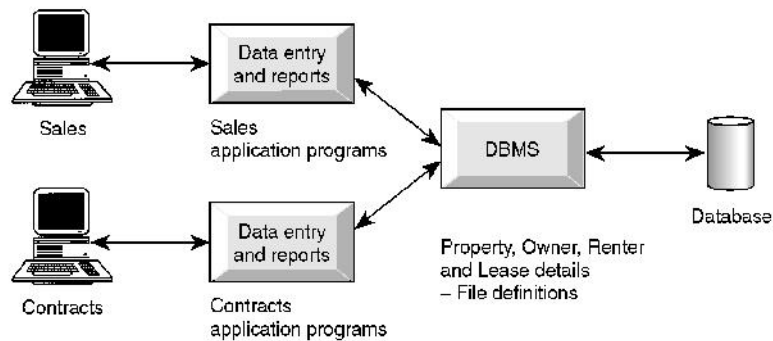 Data entry
and reports
Sales
Sales
application programs
DBMS
Database
Data entry
and reports
Property, Owner, Renter
and Lease details
– File definitions
Contracts
Contracts
application programs